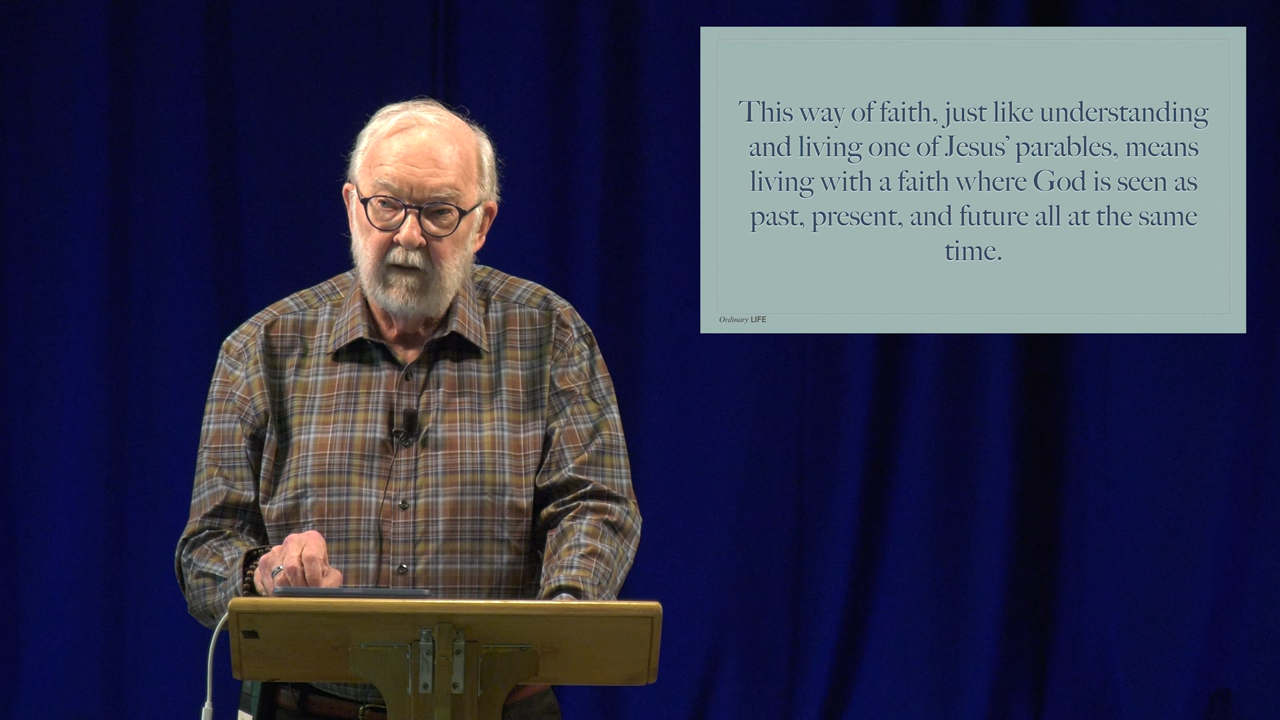 This way of faith, just like understanding
and living one of Jesus’ parables, means
living with a faith where God is seen as
past, present, and future all at the same
time.
Ordinary LIFE